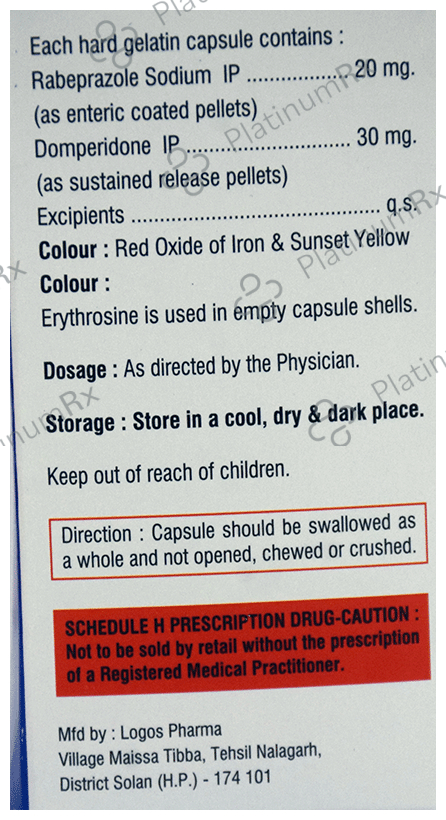 Each hard gelatin capsule contains :
Rabeprazole Sodium IP .................. 20 mg.
(as enteric coated pellets)
Domperidone IP ............................ 30 mg.
(as sustained release pellets)
Excipients .......................................... q.s.
Colour : Red Oxide of Iron & Sunset Yellow
Colour :
Erythrosine is used in empty capsule shells.
Dosage : As directed by the Physician.
Storage : Store in a cool, dry & dark place.
Keep out of reach of children.
Direction : Capsule should be swallowed as
a whole and not opened, chewed or crushed.
SCHEDULE H PRESCRIPTION DRUG-CAUTION :
Not to be sold by retail without the prescription
of a Registered Medical Practitioner.
Mfd by : Logos Pharma
Village Maissa Tibba, Tehsil Nalagarh,
District Solan (H.P.) - 174 101
PlatinumRx
PlatinumRx
PlatinumRx